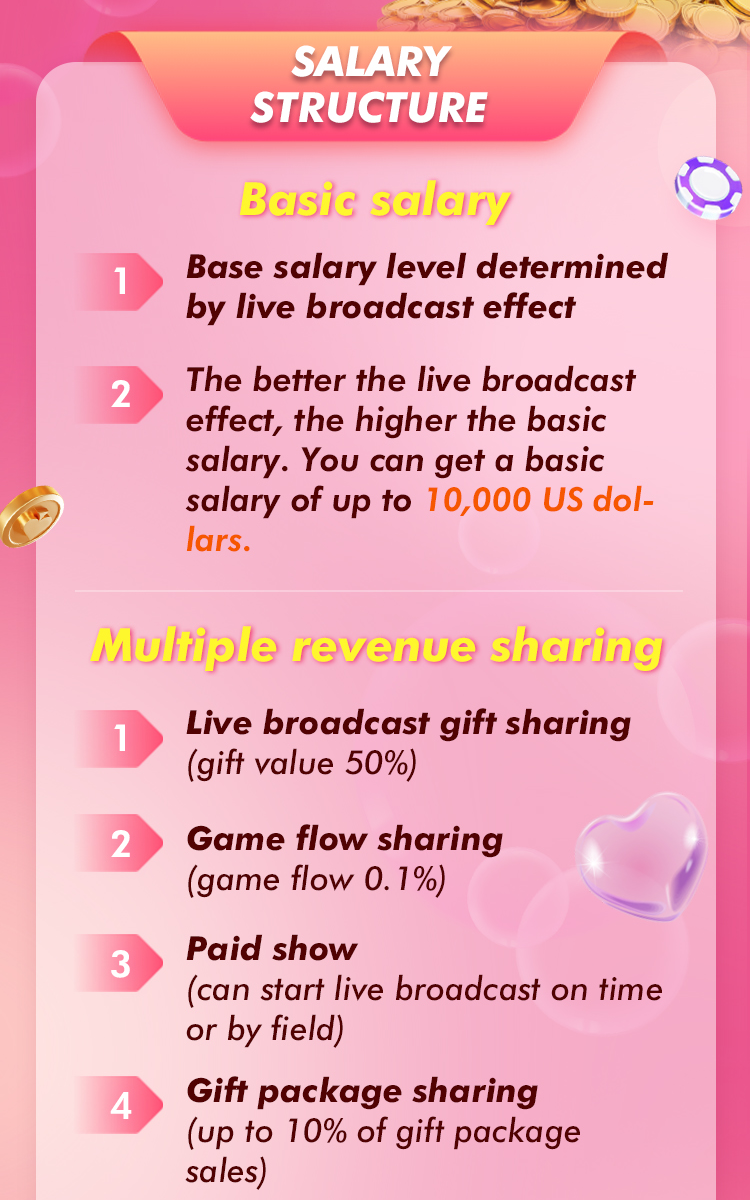 SALARY
STRUCTURE
Basic salary
1
Base salary level determined
by live broadcast effect
2
The better the live broadcast
effect, the higher the basic
salary. You can get a basic
salary of up to 10,000 US dol-
lars.
Multiple revenue sharing
1
Live broadcast gift sharing
(gift value 50%)
2
Game flow sharing
(game flow 0.1%)
3
Paid show
(can start live broadcast on time
or by field)
4
Gift package sharing
(up to 10% of gift package
sales)